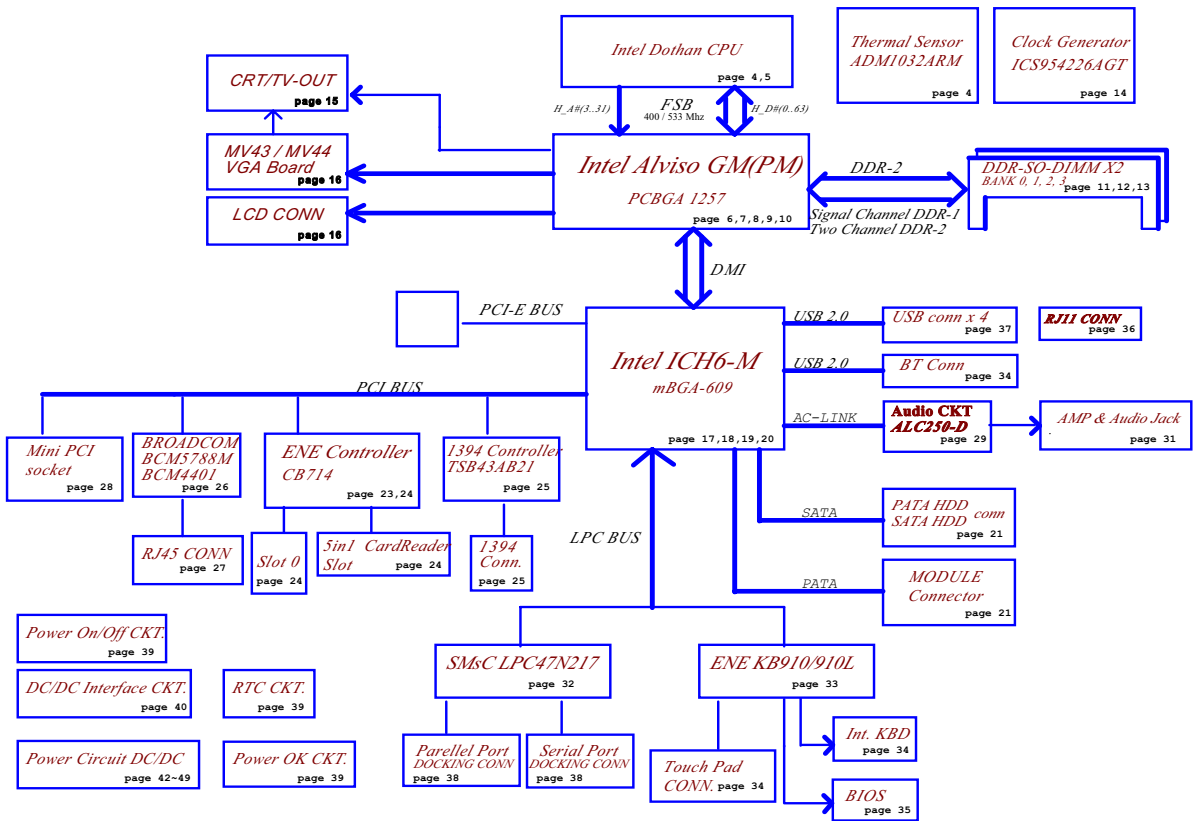 Intel Dothan CPU
page 4,5
Thermal Sensor
ADM1032ARM
page 4
Clock Generator
ICS954226AGT
page 14
CRT/TV-OUT
page 15
H_A#(3..31)
FSB
400 / 533 Mhz
H_D#(0..63)
MV43 / MV44
VGA Board
page 16
LCD CONN
page 16
Intel Alviso GM(PM)
PCBGA 1257
page 6,7,8,9,10
DDR-2
Signal Channel DDR-1
Two Channel DDR-2
DDR-SO-DIMM X2
BANK 0, 1, 2, 3
page 11,12,13
DMI
PCI-E BUS
Intel ICH6-M
mBGA-609
page 17,18,19,20
USB 2.0
USB conn x 4
page 37
RJ11 CONN
page 36
USB 2.0
BT Conn
page 34
AC-LINK
Audio CKT
ALC250-D
page 29
AMP & Audio Jack
page 31
PCI BUS
Mini PCI
socket
page 28
BROADCOM
BCM5788M
BCM4401
page 26
ENE Controller
CB714
page 23,24
1394 Controller
TSB43AB21
page 25
RJ45 CONN
page 27
Slot 0
page 24
5in1 CardReader
Slot
page 24
1394
Conn.
page 25
LPC BUS
SATA
PATA HDD
SATA HDD
conn
page 21
PATA
MODULE
Connector
page 21
Power On/Off CKT.
page 39
DC/DC Interface CKT.
page 40
RTC CKT.
page 39
Power Circuit DC/DC
page 42~49
Power OK CKT.
page 39
SMsC LPC47N217
page 32
ENE KB910/910L
page 33
Parellel Port
DOCKING CONN
page 38
Serial Port
DOCKING CONN
page 38
Touch Pad
CONN.
page 34
Int. KBD
page 34
BIOS
page 35